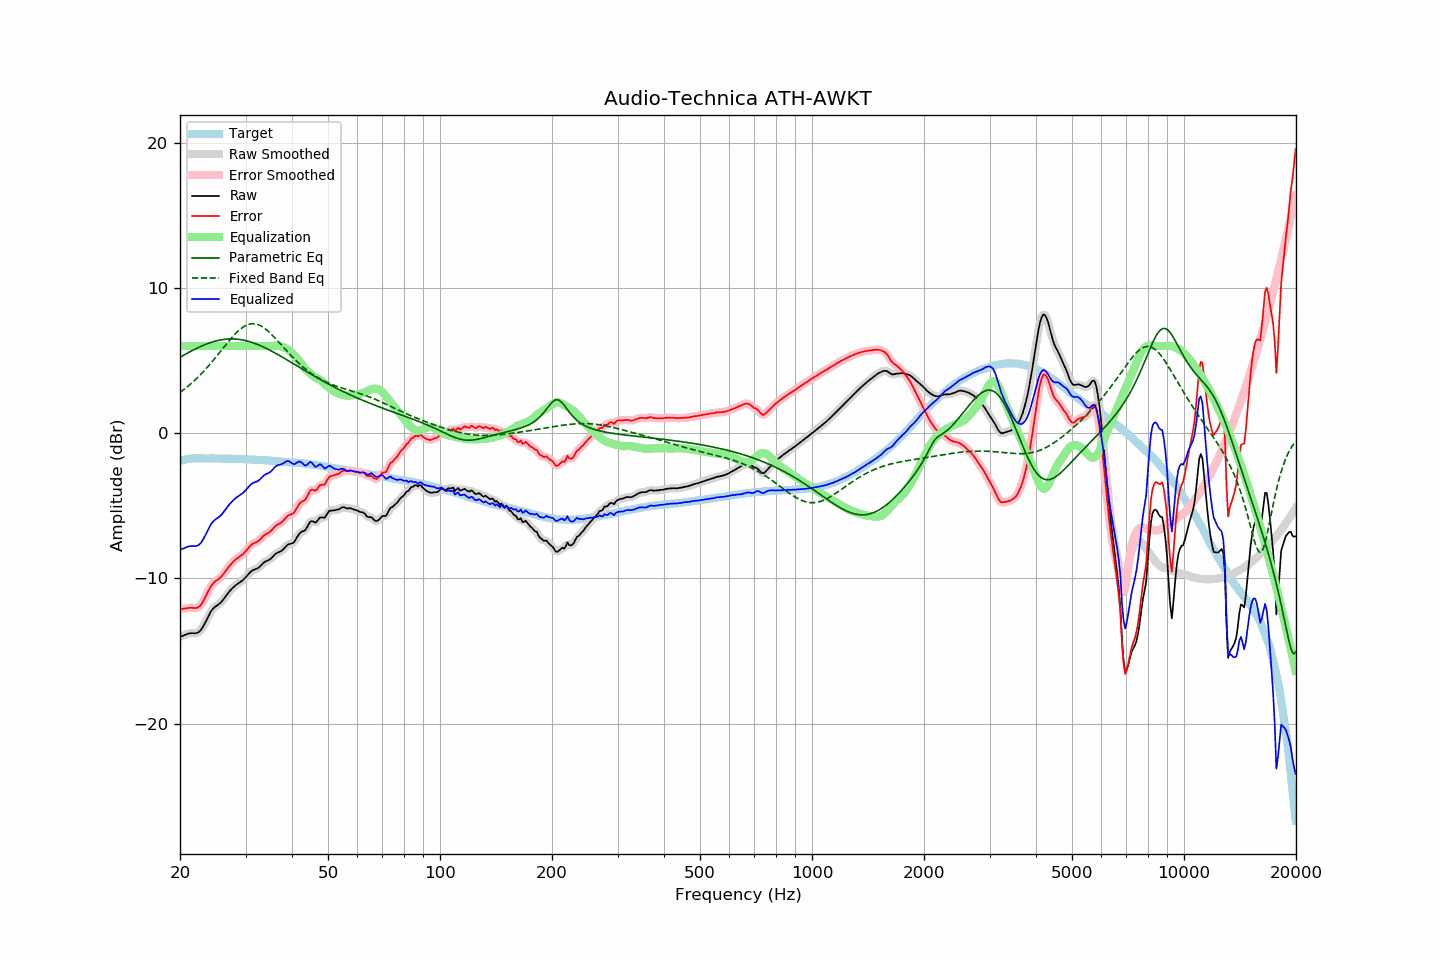 Audio-Technica ATH-AWKT
Target
Raw Smoothed
Error Smoothed
Raw
Error
Equalization
Parametric Eq
Fixed Band Eq
Equalized
Amplitude (dBr)
20
10
0
−10
−20
20 50 100 200 500 1000 2000 5000 10000 20000
Frequency (Hz)